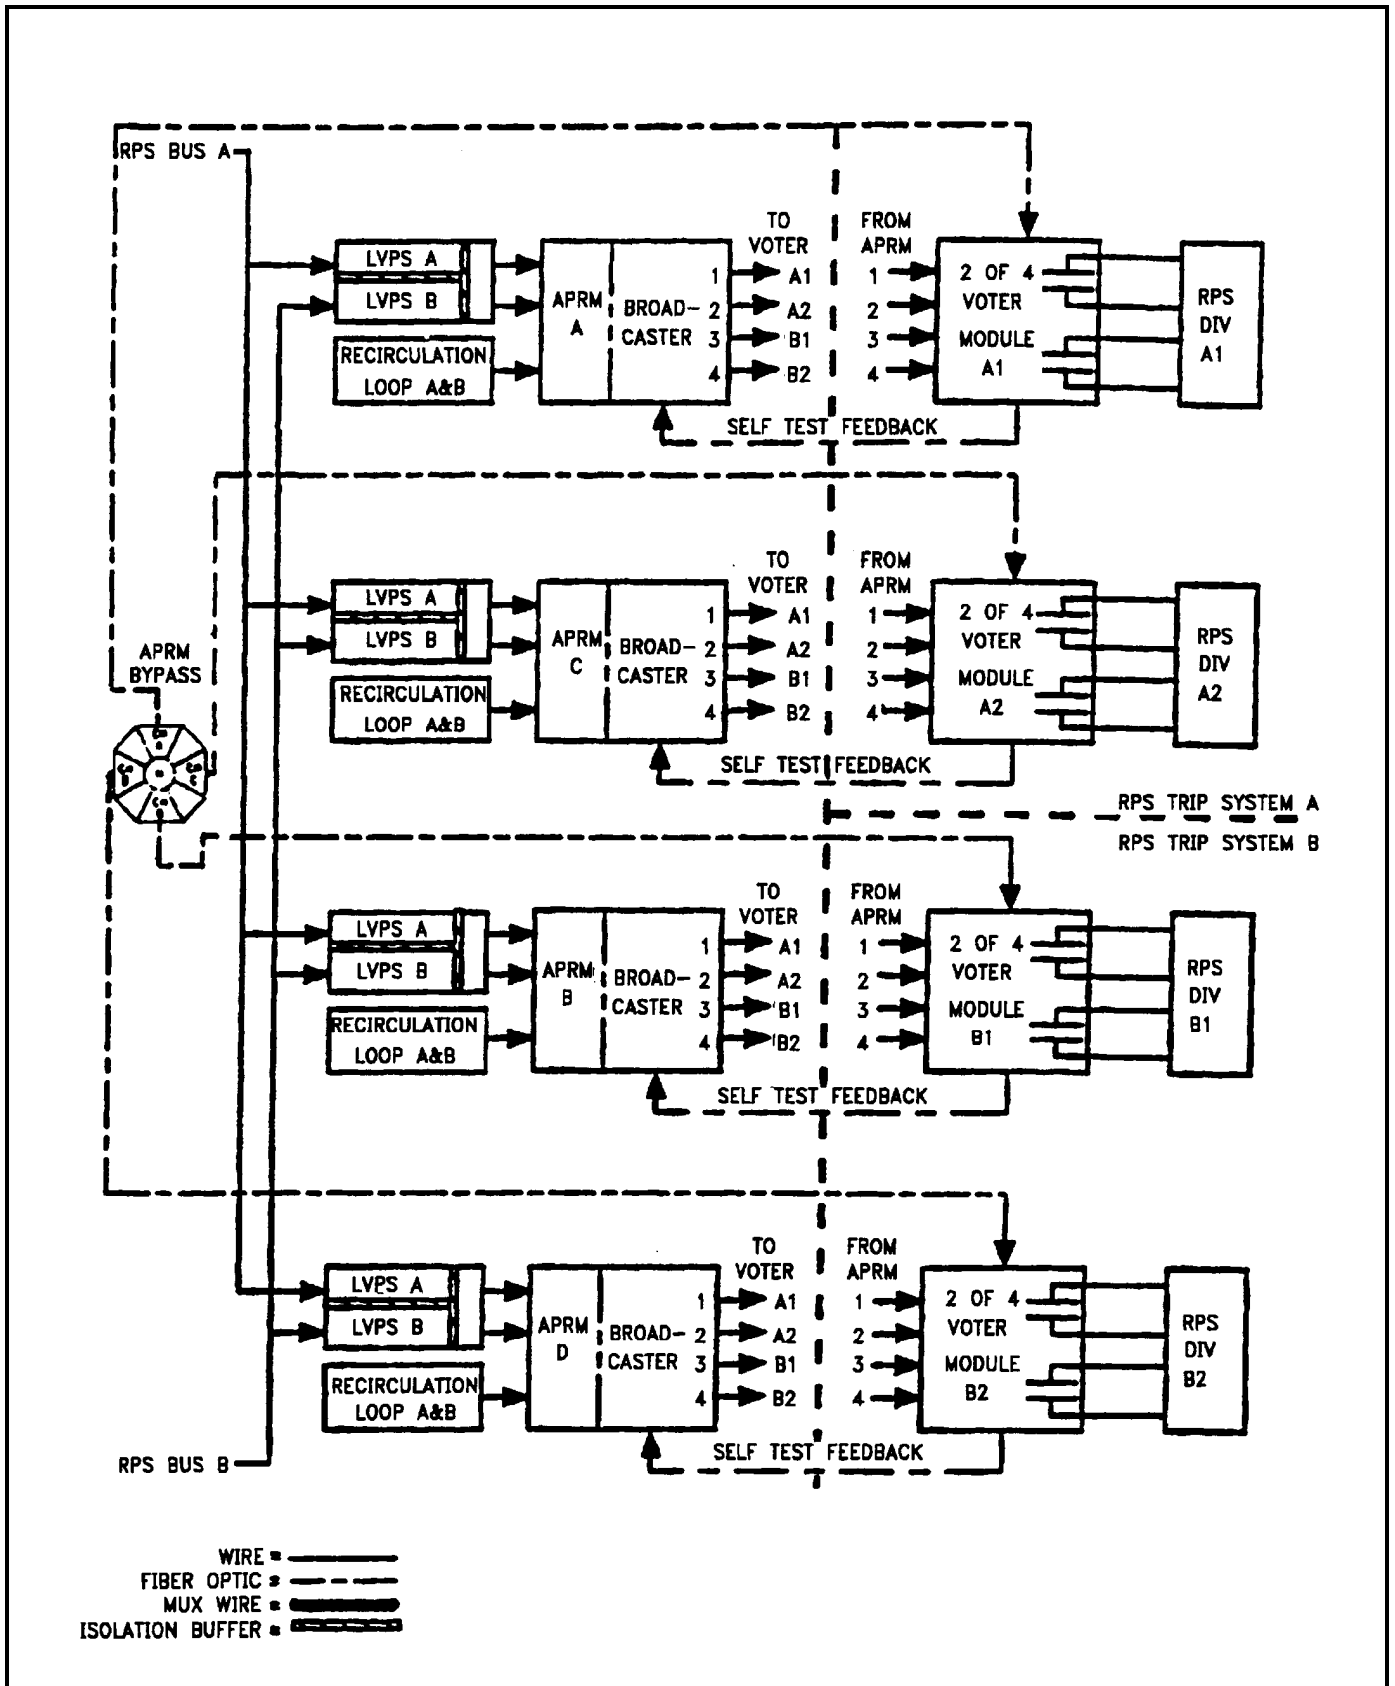 RPS BUS A
TO VOTER
FROM APRM
LVPS A
LVPS B
RECIRCULATION LOOP A&B
APRM A
BROAD-CASTER
1 A1
2 A2
3 B1
4 B2
1
2
3
4
2 OF 4 VOTER MODULE A1
RPS DIV A1
SELF TEST FEEDBACK
TO VOTER
FROM APRM
LVPS A
LVPS B
RECIRCULATION LOOP A&B
APRM C
BROAD-CASTER
1 A1
2 A2
3 B1
4 B2
1
2
3
4
2 OF 4 VOTER MODULE A2
RPS DIV A2
SELF TEST FEEDBACK
APRM BYPASS
RPS TRIP SYSTEM A
RPS TRIP SYSTEM B
TO VOTER
FROM APRM
LVPS A
LVPS B
RECIRCULATION LOOP A&B
APRM B
BROAD-CASTER
1 A1
2 A2
3 B1
4 B2
1
2
3
4
2 OF 4 VOTER MODULE B1
RPS DIV B1
SELF TEST FEEDBACK
TO VOTER
FROM APRM
LVPS A
LVPS B
RECIRCULATION LOOP A&B
APRM D
BROAD-CASTER
1 A1
2 A2
3 B1
4 B2
1
2
3
4
2 OF 4 VOTER MODULE B2
RPS DIV B2
SELF TEST FEEDBACK
RPS BUS B
WIRE =
FIBER OPTIC =
MUX WIRE =
ISOLATION BUFFER =